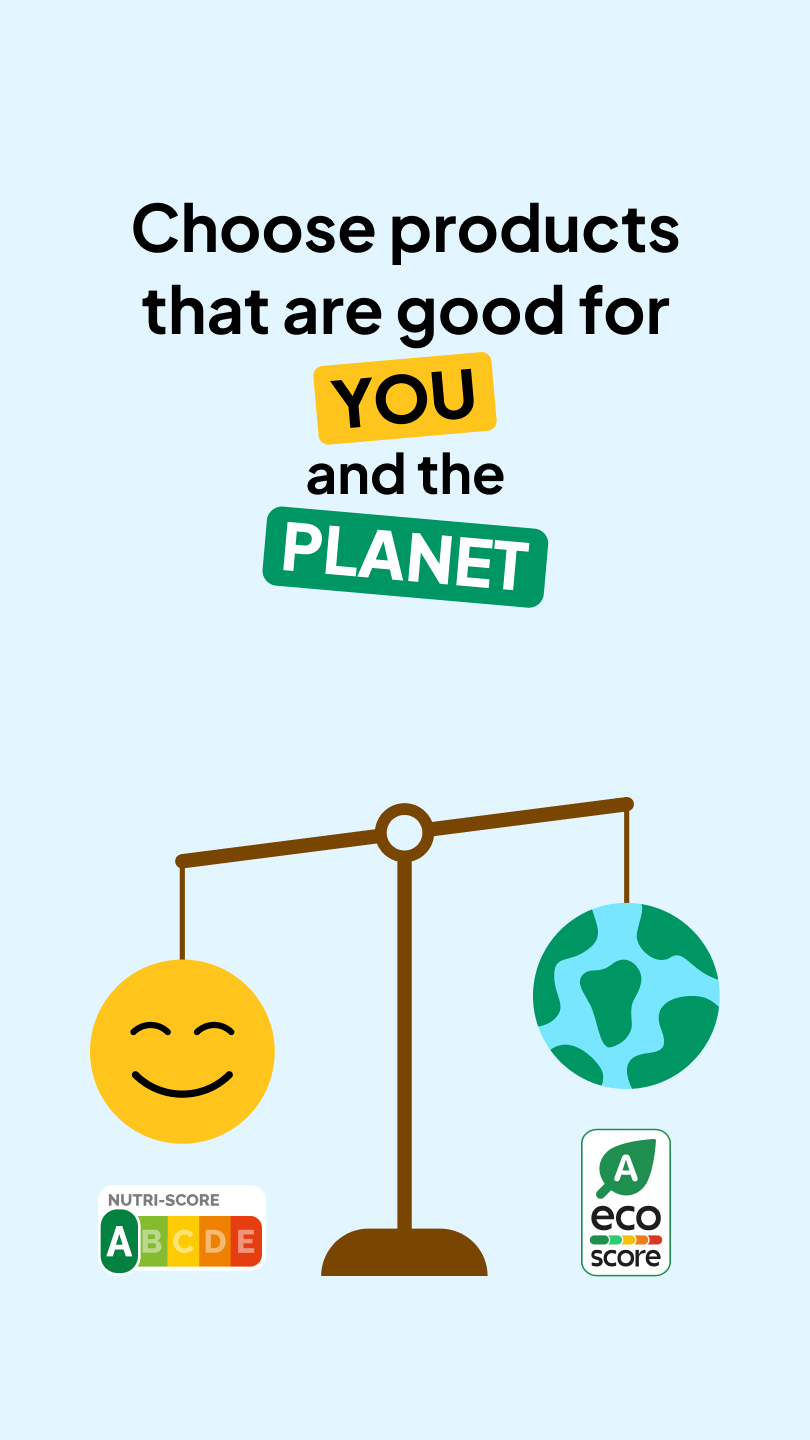 Choose products
that are good for
YOU
and the
PLANET
NUTRI-SCORE
A B C D E
A
eco
score